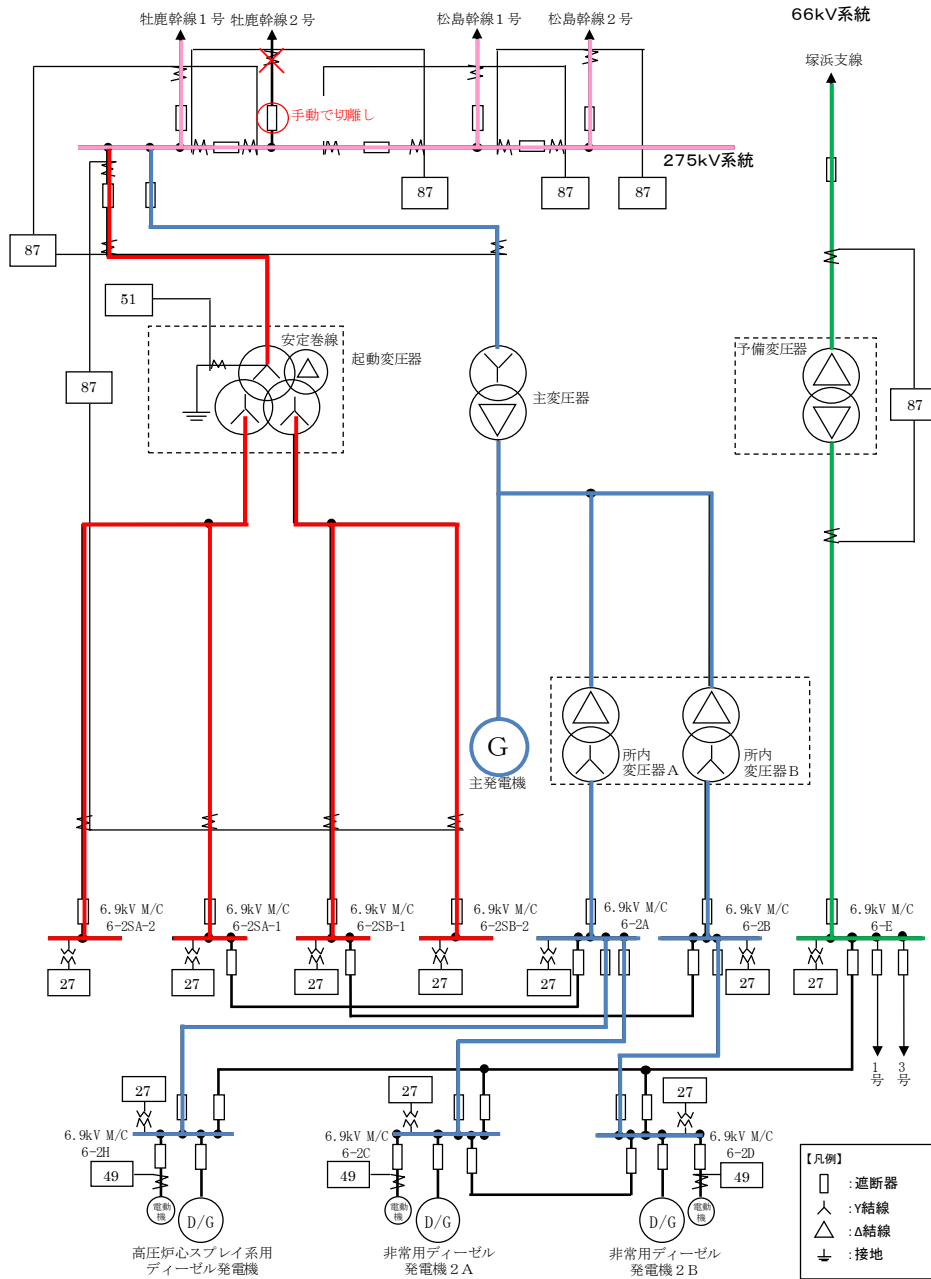 牡鹿幹線1号
牡鹿幹線2号
松島幹線1号
松島幹線2号
66kV系統
塚浜支線
手動で切離し
275kV系統
87
87
87
87
51
安定巻線
起動変圧器
87
主変圧器
予備変圧器
87
G
主発電機
所内
変圧器A
所内
変圧器B
6.9kV M/C
6-2SA-2
6.9kV M/C
6-2SA-1
6.9kV M/C
6-2SB-1
6.9kV M/C
6-2SB-2
6.9kV M/C
6-2A
6.9kV M/C
6-2B
6.9kV M/C
6-E
27
27
27
27
27
27
27
1号
3号
27
27
27
6.9kV M/C
6-2H
6.9kV M/C
6-2C
6.9kV M/C
6-2D
49
49
49
電動機
D/G
電動機
D/G
D/G
電動機
高圧炉心スプレイ系用
ディーゼル発電機
非常用ディーゼル
発電機2A
非常用ディーゼル
発電機2B
【凡例】
:遮断器
:Y結線
:Δ結線
:接地